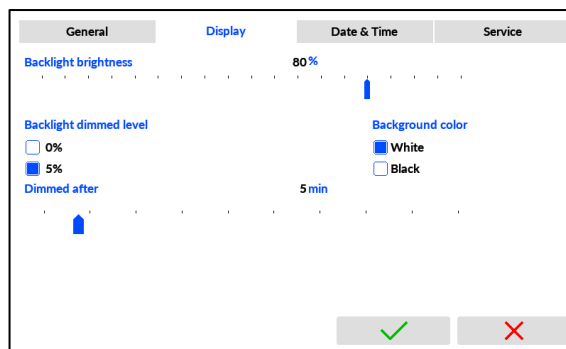 General Display Date & Time Service
Backlight brightness 80 %
Backlight dimmed level Background color
0% White
5% Black
Dimmed after 5 min